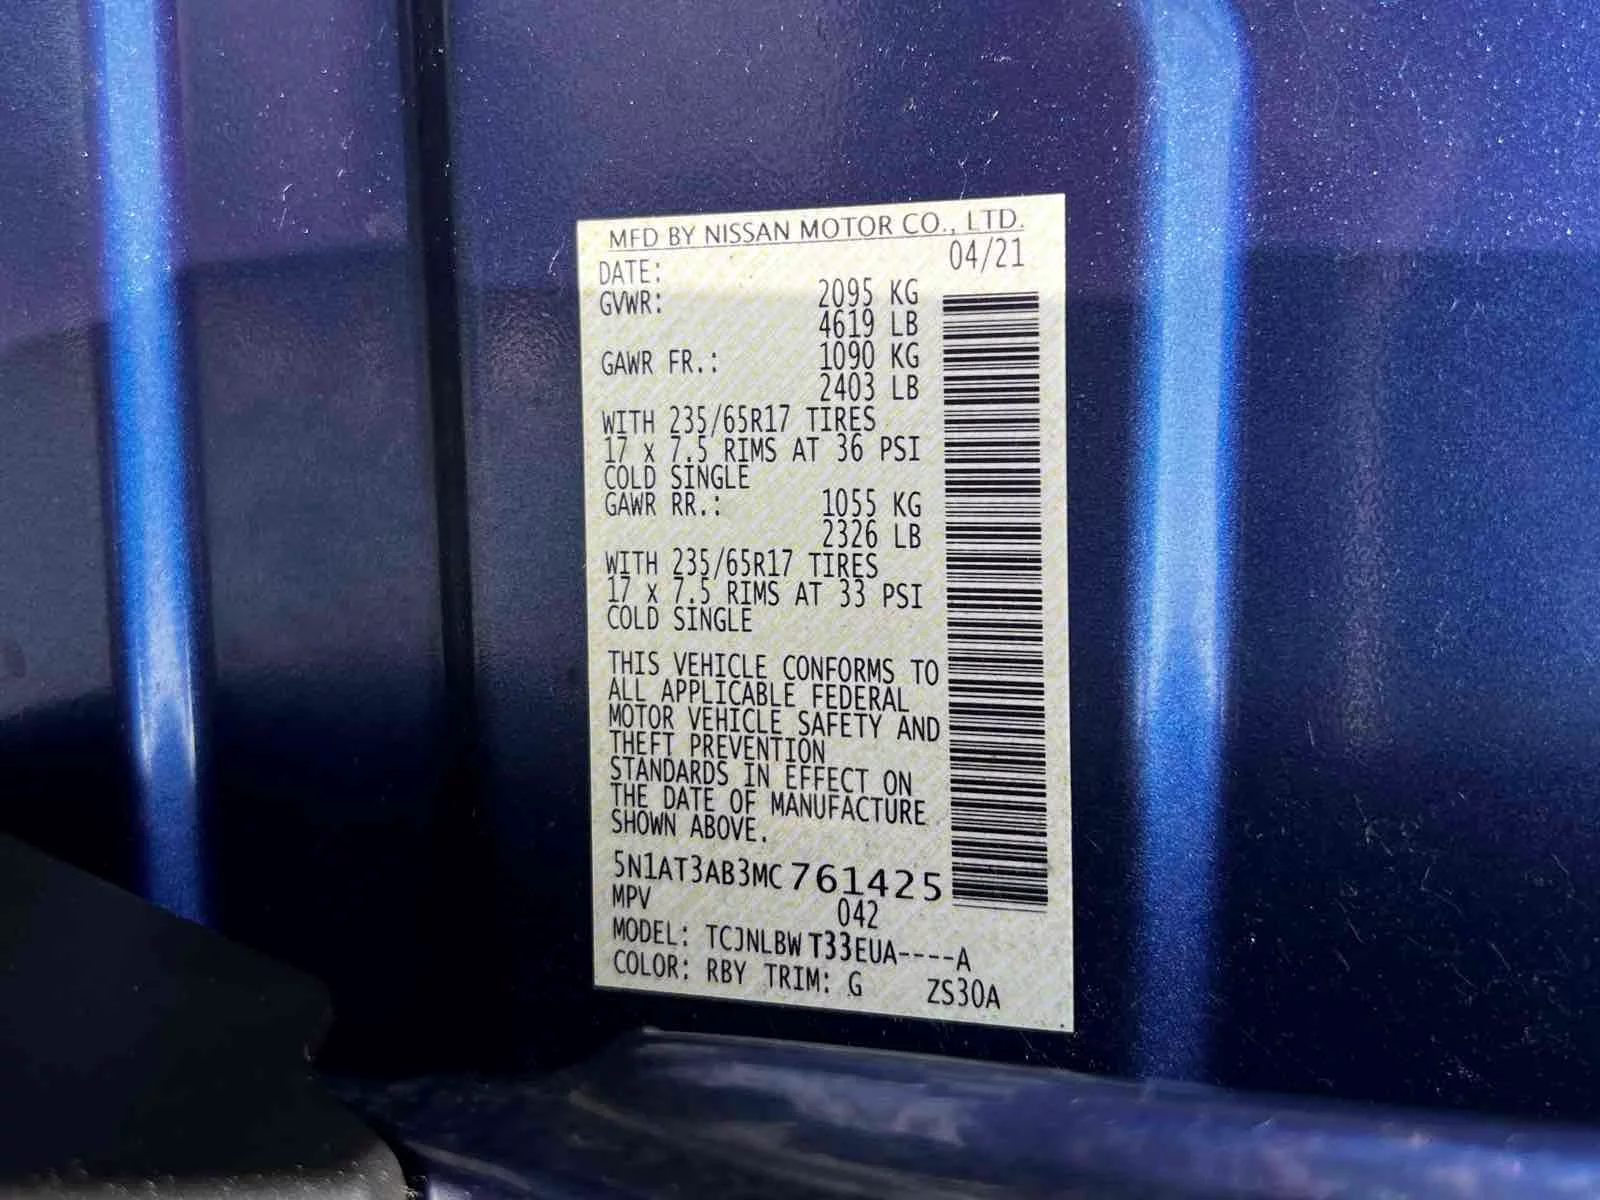 MFD BY NISSAN MOTOR CO., LTD.
DATE: 04/21
GVWR: 2095 KG
4619 LB
GAWR FR.: 1090 KG
2403 LB
WITH 235/65R17 TIRES
17 x 7.5 RIMS AT 36 PSI
COLD SINGLE
GAWR RR.: 1055 KG
2326 LB
WITH 235/65R17 TIRES
17 x 7.5 RIMS AT 33 PSI
COLD SINGLE
THIS VEHICLE CONFORMS TO
ALL APPLICABLE FEDERAL
MOTOR VEHICLE SAFETY AND
THEFT PREVENTION
STANDARDS IN EFFECT ON
THE DATE OF MANUFACTURE
SHOWN ABOVE.
5N1AT3AB3MC761425
MPV 042
MODEL: TCJNLBW T33EUA----A
COLOR: RBY TRIM: G ZS30A